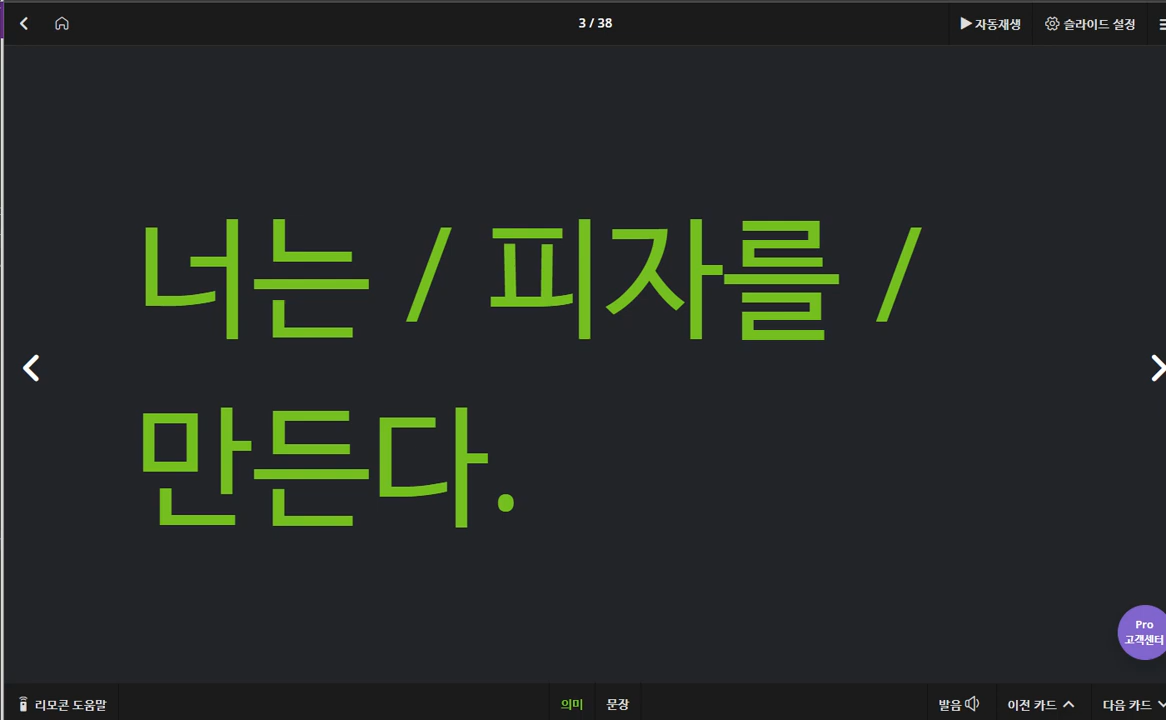 3 / 38
자동재생
슬라이드 설정
너는 / 피자를 /
만든다.
Pro
고객센터
리모콘 도움말
의미
문장
발음
이전 카드
다음 카드